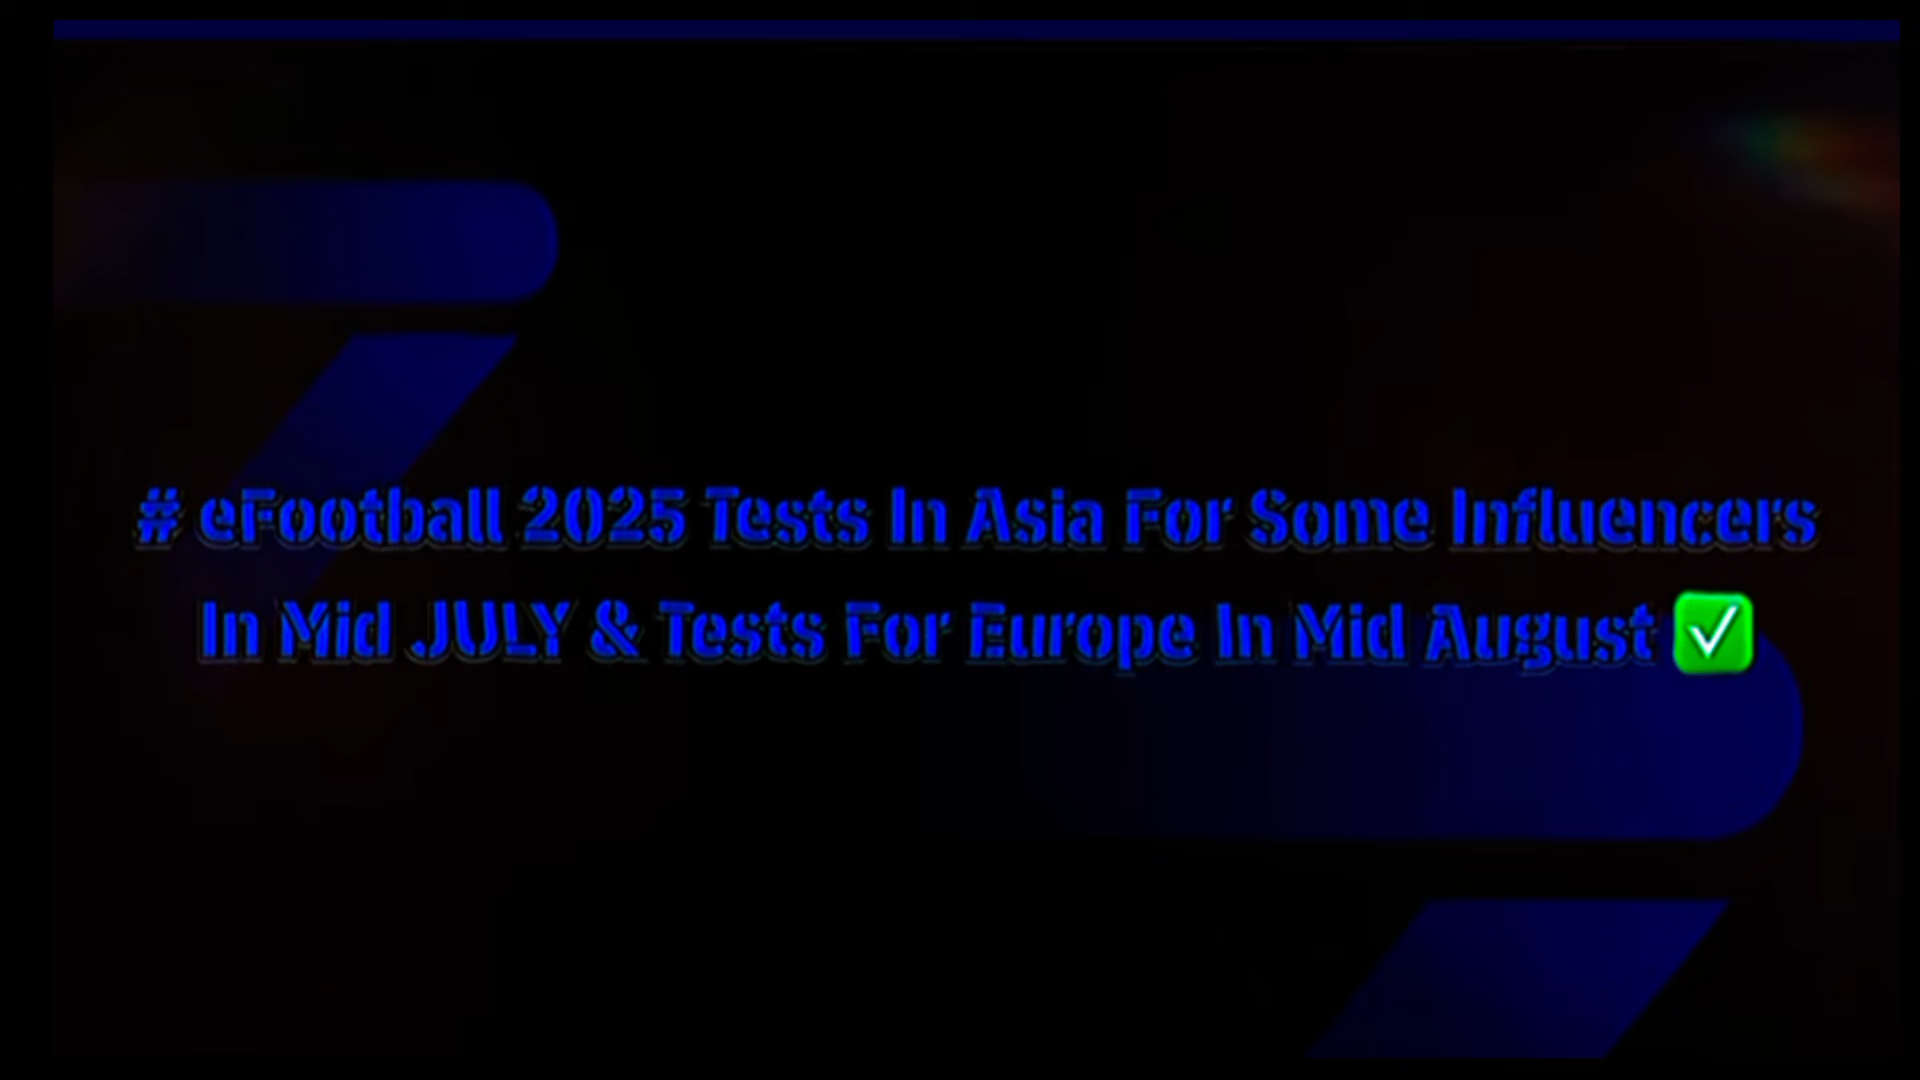 # eFootball 2025 Tests In Asia For Some Influencers
In Mid JULY & Tests For Europe In Mid August ✅